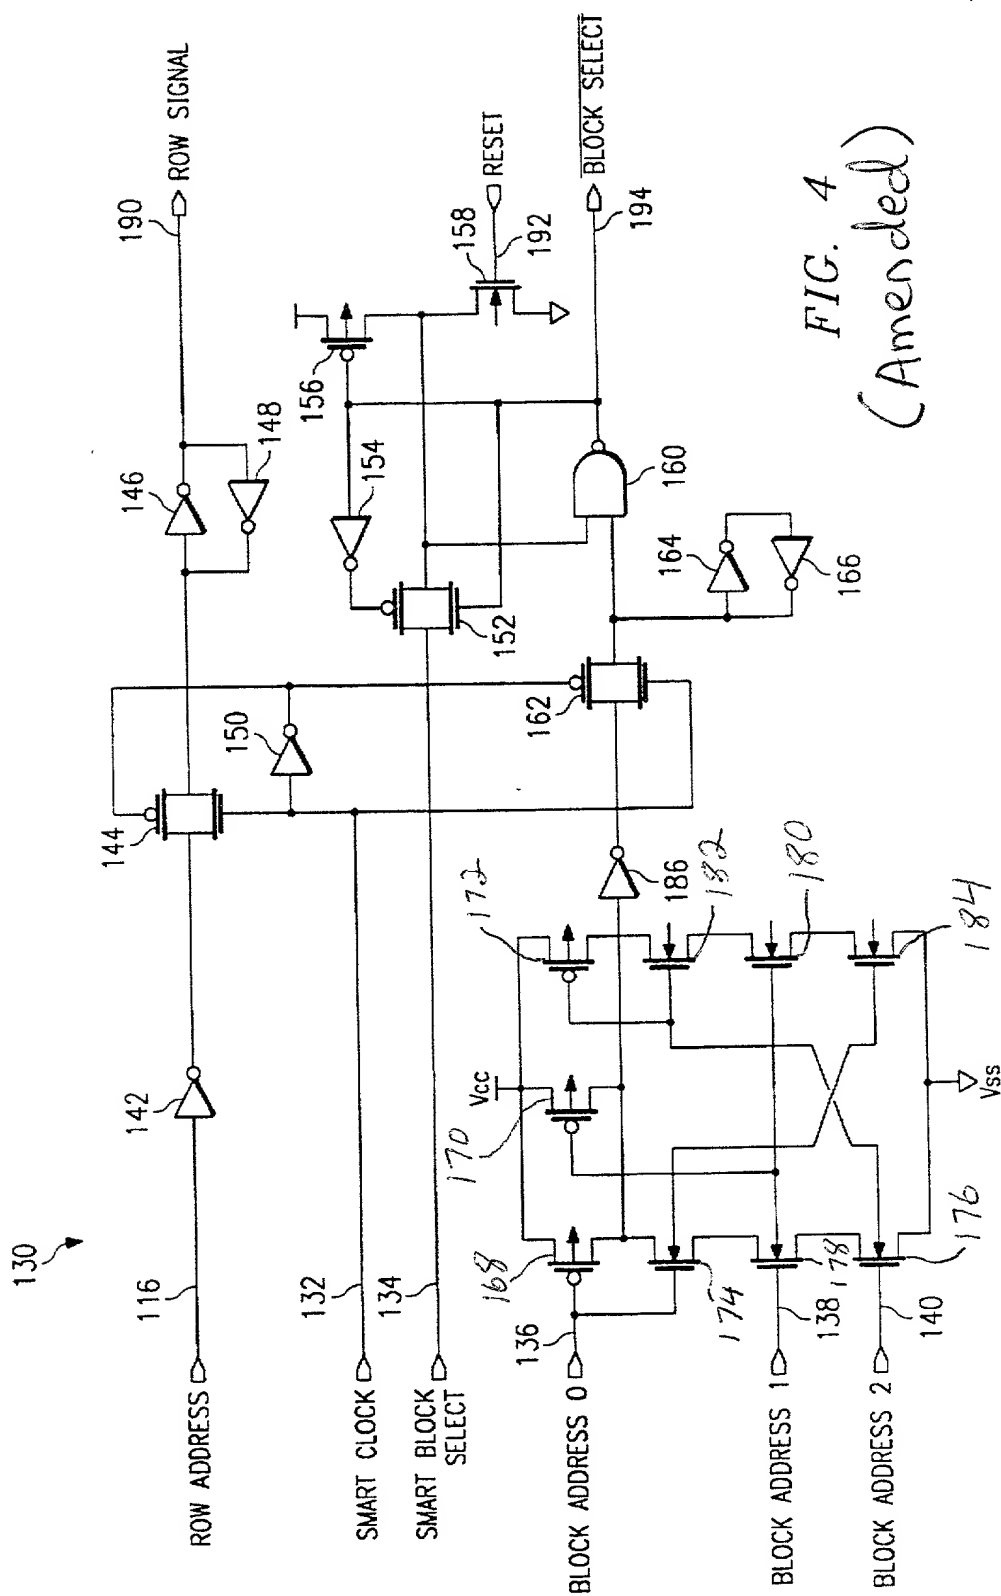 130
ROW ADDRESS
116
142
144
146
148
190
ROW SIGNAL
150
SMART CLOCK
132
SMART BLOCK
SELECT
134
152
154
156
158
192
RESET
160
BLOCK SELECT
194
162
164
166
BLOCK ADDRESS 0
136
168
170
172
Vcc
186
174
182
BLOCK ADDRESS 1
138
178
180
BLOCK ADDRESS 2
140
176
184
Vss
FIG. 4
(Amended)